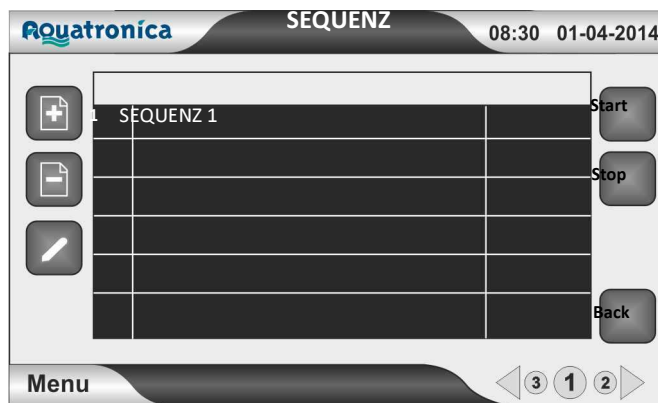 Aquatronica SEQUENZ 08:30 01-04-2014
1 SEQUENZ 1
Start
Stop
Back
Menu 3 1 2